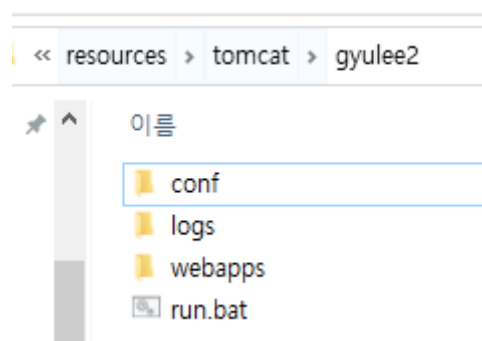 « resources > tomcat > gyulee2
이름
conf
logs
webapps
run.bat